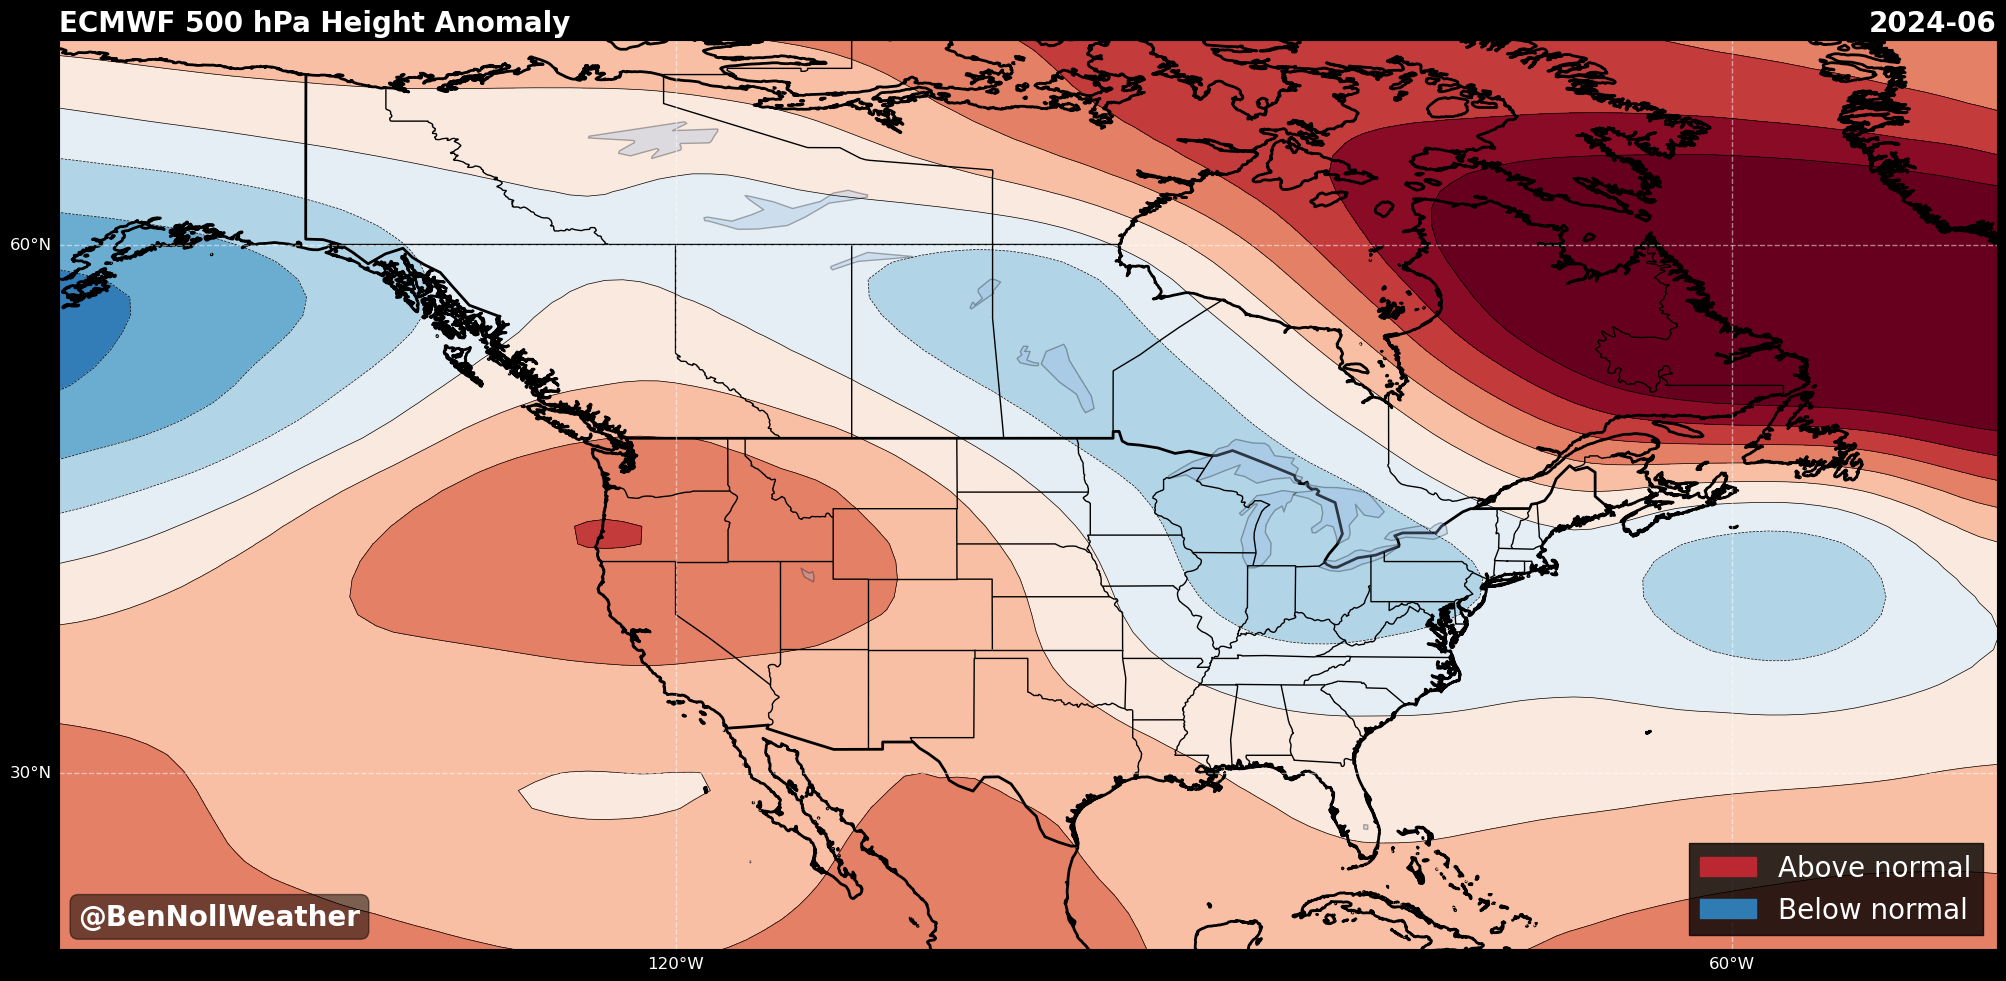 ECMWF 500 hPa Height Anomaly
2024-06
60°N
30°N
Above normal
Below normal
@BenNollWeather
120°W
60°W